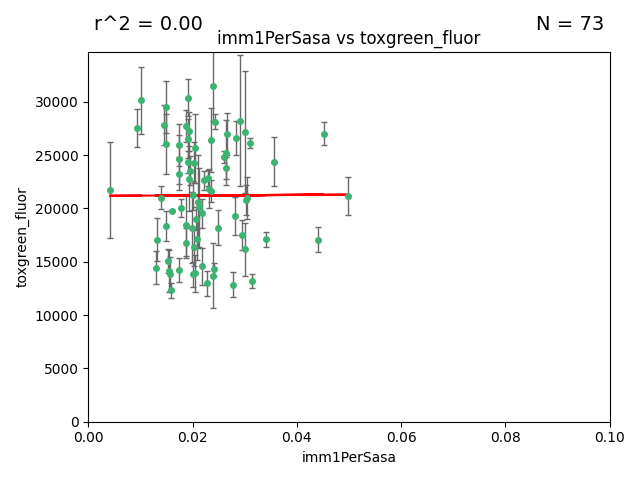 r^2 = 0.00
N = 73
imm1PerSasa vs toxgreen_fluor
30000
25000
20000
15000
10000
5000
0
toxgreen_fluor
0.00 0.02 0.04 0.06 0.08 0.10
imm1PerSasa